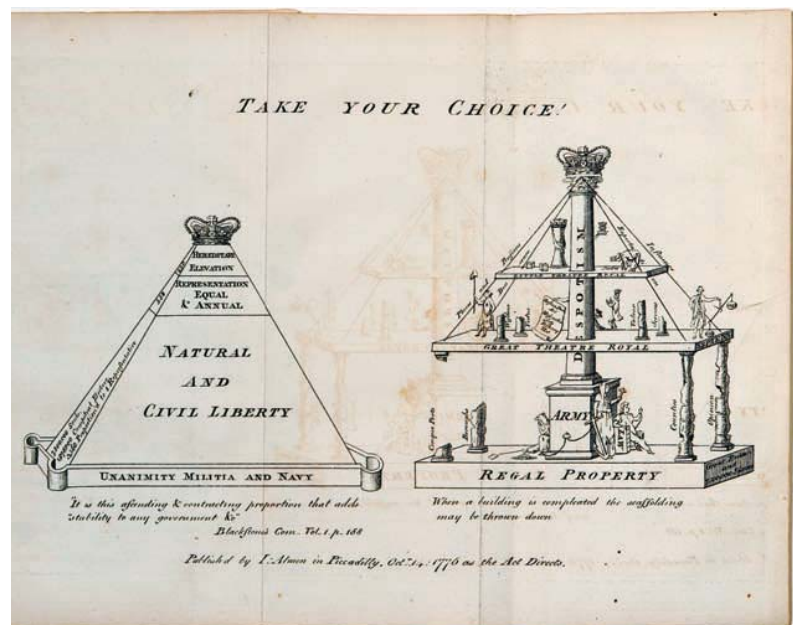 TAKE YOUR CHOICE!
HEREDITARY
ELEVATION
REPRESENTATION
EQUAL
& ANNUAL
NATURAL
AND
CIVIL LIBERTY
UNANIMITY MILITIA AND NAVY
"It is this ascending & contracting proportion that adds
"stability to any government &c"
Blackstone's Com. Vol. 1. p. 158
DESPOTISM
GREAT THEATRE ROYAL
ARMY
NAVY
Counties
Opinion
REGAL PROPERTY
When a building is compleated the scaffolding
may be thrown down
Publish'd by I: Almon in Piccadilly, Oct.r 14: 1776 as the Act Directs.